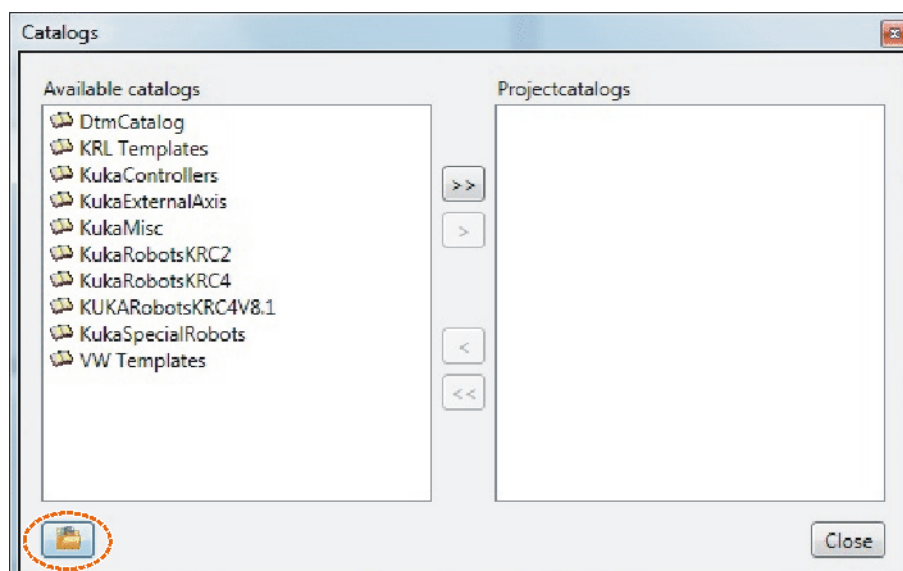 Catalogs
Available catalogs
Projectcatalogs
DtmCatalog
KRL Templates
KukaControllers
KukaExternalAxis
KukaMisc
KukaRobotsKRC2
KukaRobotsKRC4
KUKARobotsKRC4V8.1
KukaSpecialRobots
VW Templates
>>
>
<
<<
Close